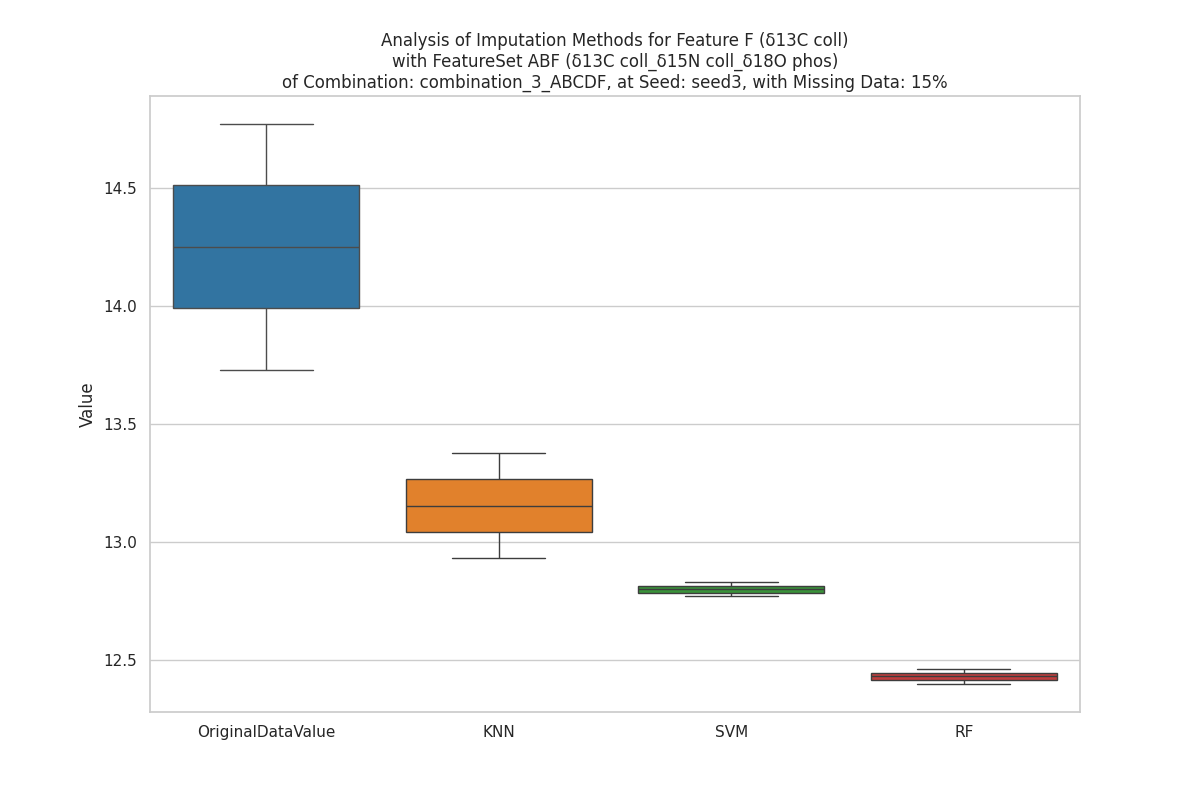 Analysis of Imputation Methods for Feature F (δ13C coll)
with FeatureSet ABF (δ13C coll_δ15N coll_δ18O phos)
of Combination: combination_3_ABCDF, at Seed: seed3, with Missing Data: 15%
Value
14.5
14.0
13.5
13.0
12.5
OriginalDataValue
KNN
SVM
RF